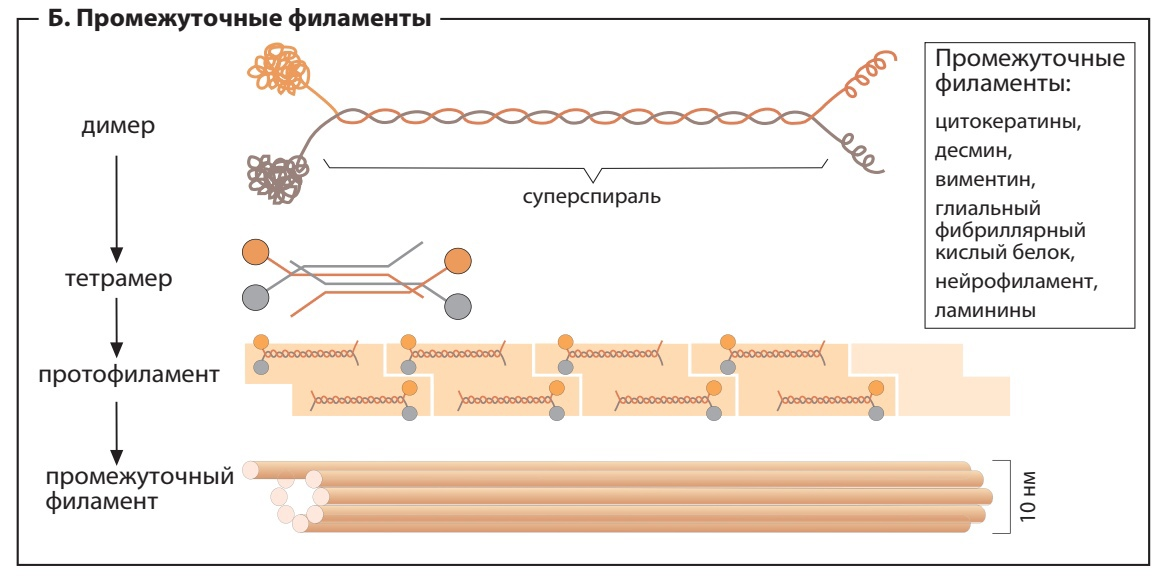 Б. Промежуточные филаменты
димер
суперспираль
тетрамер
протофиламент
промежуточный
филамент
10 нм
Промежуточные
филаменты:
цитокератины,
десмин,
виментин,
глиальный
фибриллярный
кислый белок,
нейрофиламент,
ламинины